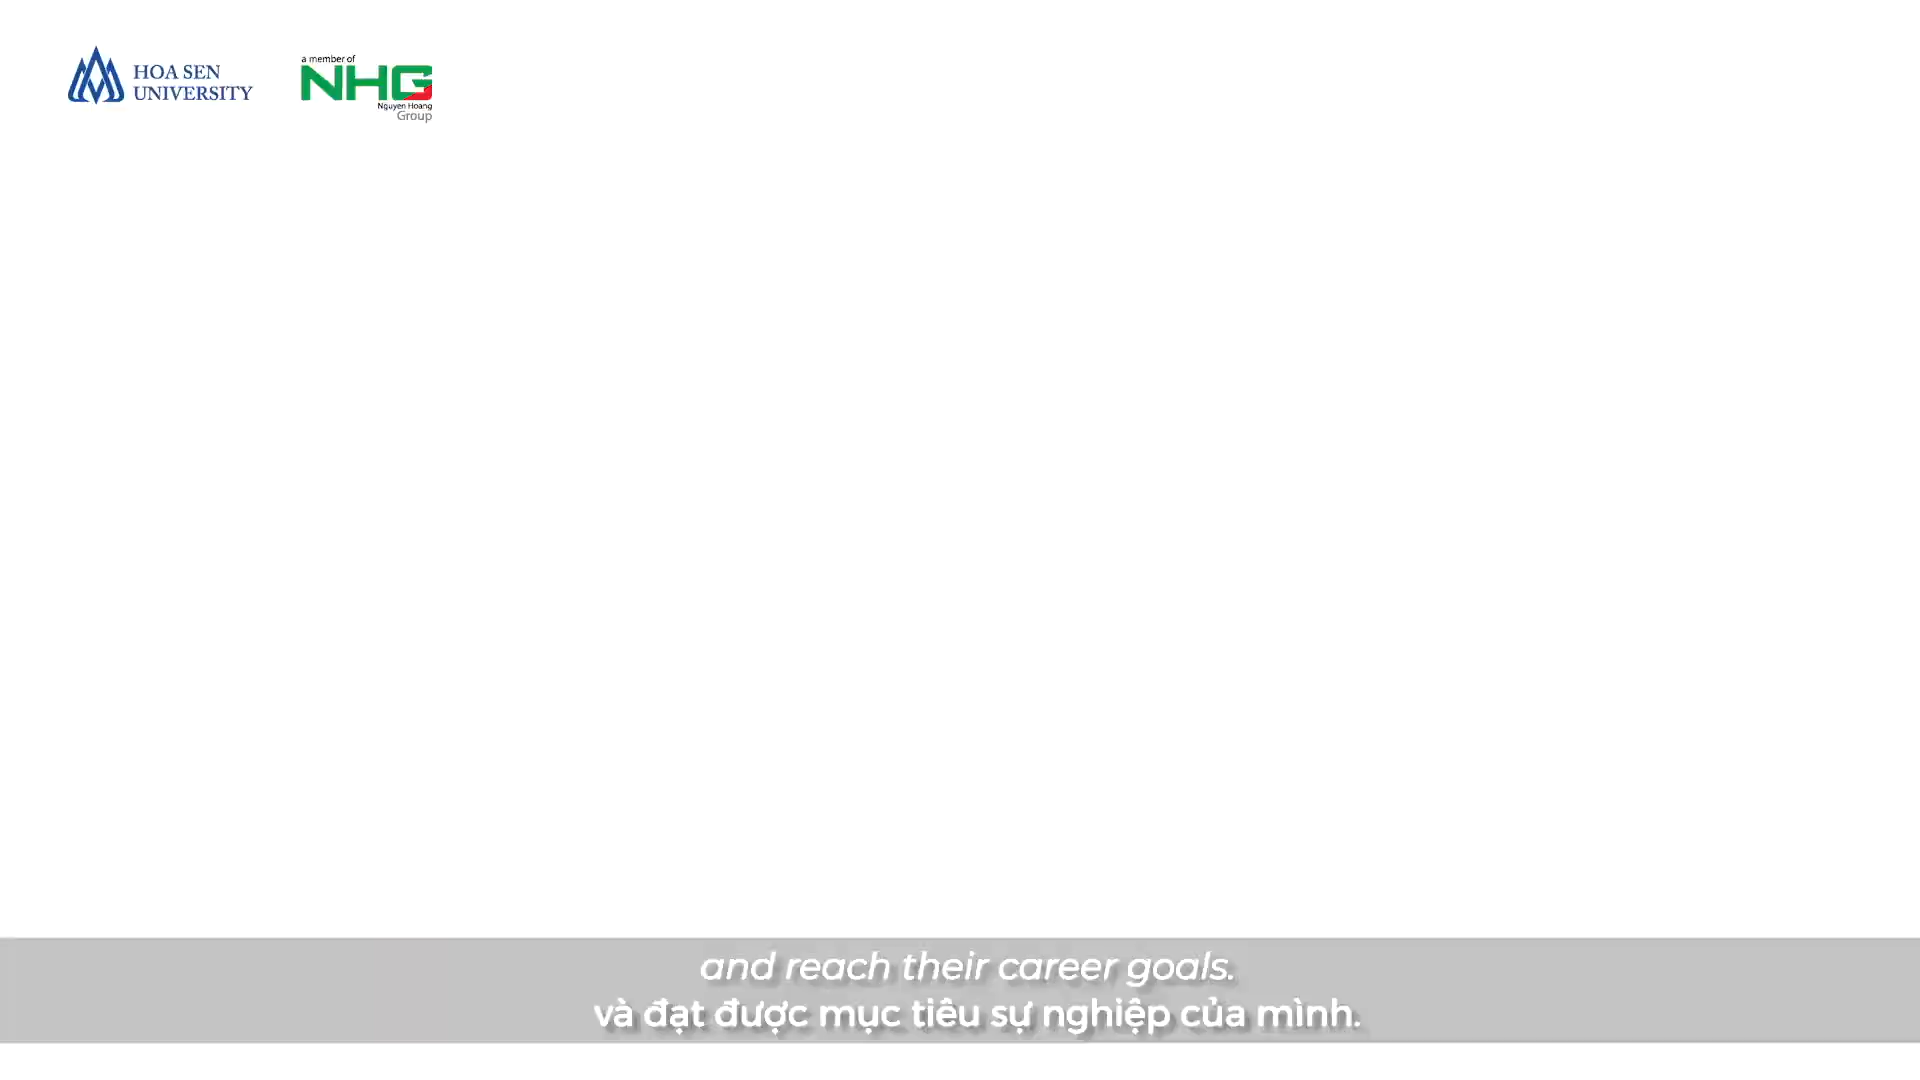 HOA SEN
UNIVERSITY
a member of
NHG
Nguyen Hoang
Group
and reach their career goals.
và đạt được mục tiêu sự nghiệp của mình.